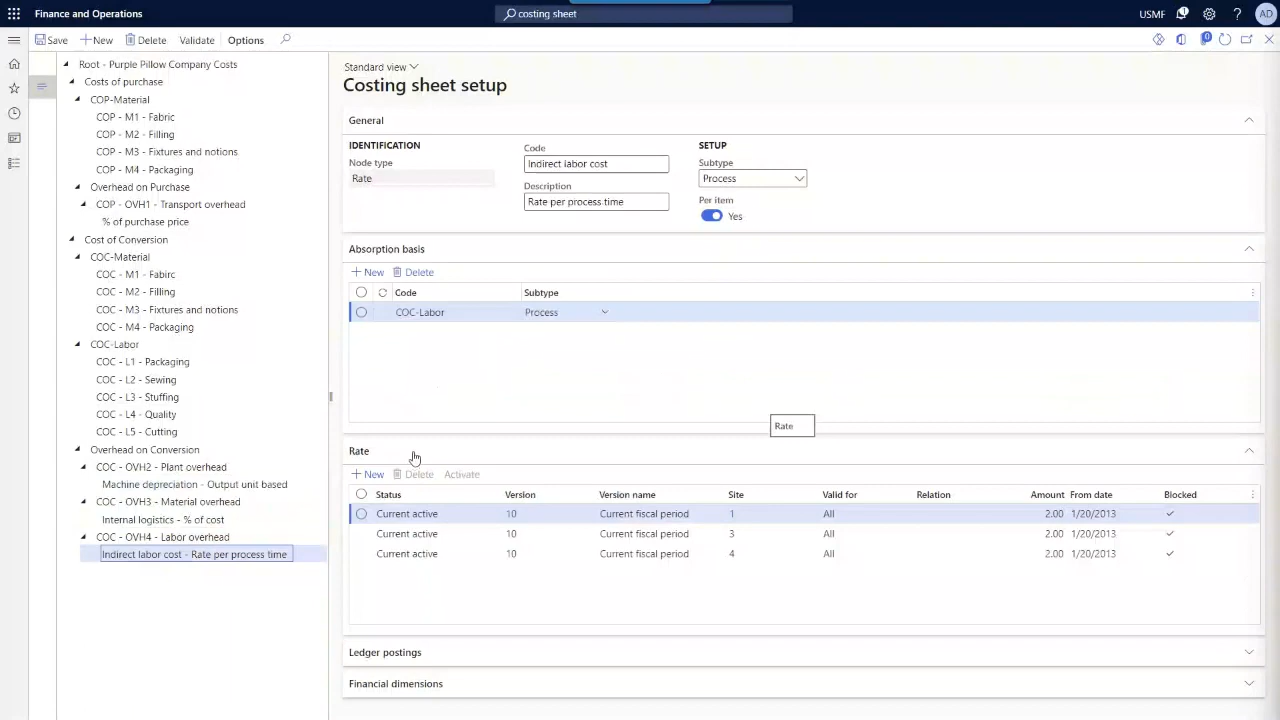 Finance and Operations
costing sheet
USMF
?
AD
Save
New
Delete
Validate
Options
0
Root - Purple Pillow Company Costs
Costs of purchase
COP-Material
COP - M1 - Fabric
COP - M2 - Filling
COP - M3 - Fixtures and notions
COP - M4 - Packaging
Overhead on Purchase
COP - OVH1 - Transport overhead
% of purchase price
Cost of Conversion
COC-Material
COC - M1 - Fabirc
COC - M2 - Filling
COC - M3 - Fixtures and notions
COC - M4 - Packaging
COC-Labor
COC - L1 - Packaging
COC - L2 - Sewing
COC - L3 - Stuffing
COC - L4 - Quality
COC - L5 - Cutting
Overhead on Conversion
COC - OVH2 - Plant overhead
Machine depreciation - Output unit based
COC - OVH3 - Material overhead
Internal logistics - % of cost
COC - OVH4 - Labor overhead
Indirect labor cost - Rate per process time
Standard view
Costing sheet setup
General
IDENTIFICATION
Node type
Rate
Code
Indirect labor cost
Description
Rate per process time
SETUP
Subtype
Process
Per item
Yes
Absorption basis
New Delete
Code Subtype
COC-Labor Process
Rate
Rate
New Delete Activate
Status Version Version name Site Valid for Relation Amount From date Blocked
Current active 10 Current fiscal period 1 All 2.00 1/20/2013
Current active 10 Current fiscal period 3 All 2.00 1/20/2013
Current active 10 Current fiscal period 4 All 2.00 1/20/2013
Ledger postings
Financial dimensions